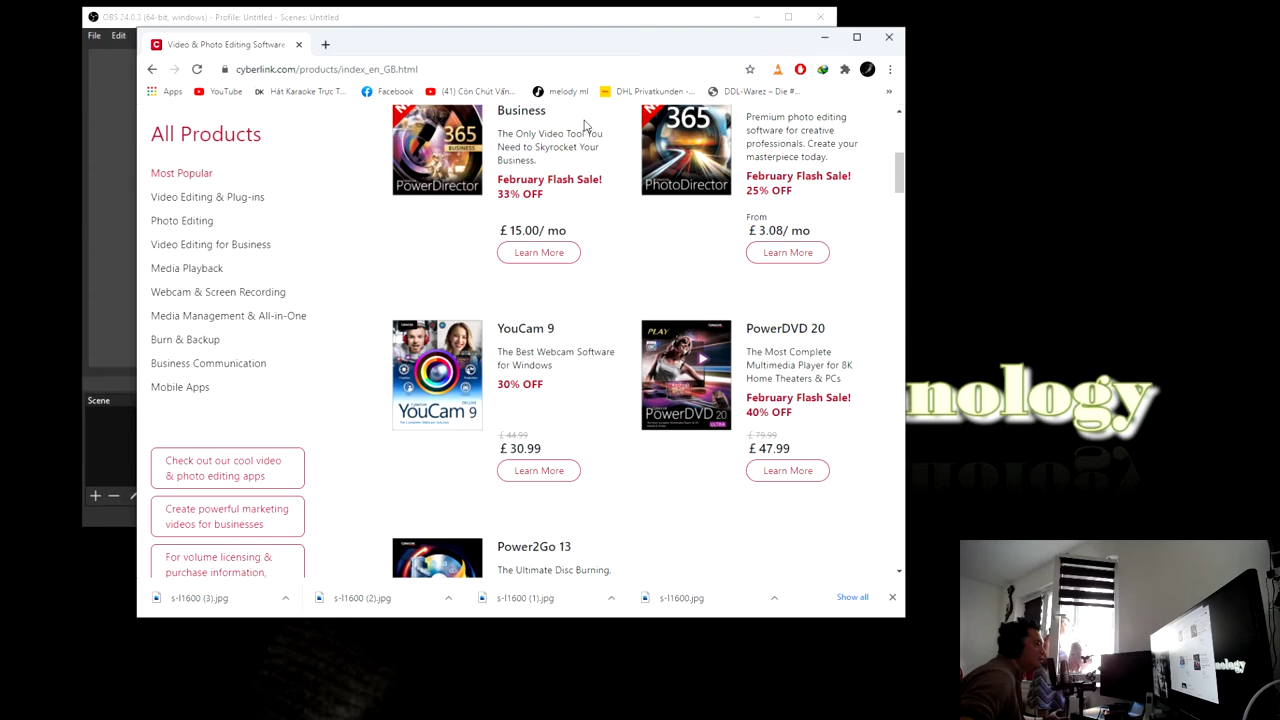 OBS 24.0.3 (64-bit, windows) - Profile: Untitled - Scenes: Untitled
File Edit
Video & Photo Editing Software
cyberlink.com/products/index_en_GB.html
Apps YouTube Hát Karaoke Trực T... Facebook (41) Còn Chút Vấn... melody ml DHL Privatkunden -... DDL-Warez – Die #...
All Products
Most Popular
Video Editing & Plug-ins
Photo Editing
Video Editing for Business
Media Playback
Webcam & Screen Recording
Media Management & All-in-One
Burn & Backup
Business Communication
Mobile Apps
Check out our cool video
& photo editing apps
Create powerful marketing
videos for businesses
For volume licensing &
purchase information,
365
BUSINESS
PowerDirector
Business
The Only Video Tool You
Need to Skyrocket Your
Business.
February Flash Sale!
33% OFF
£ 15.00/ mo
Learn More
365
PhotoDirector
Premium photo editing
software for creative
professionals. Create your
masterpiece today.
February Flash Sale!
25% OFF
From
£ 3.08/ mo
Learn More
YouCam 9
YouCam 9
The Best Webcam Software
for Windows
30% OFF
£ 44.99
£ 30.99
Learn More
PLAY
PowerDVD 20
ULTRA
PowerDVD 20
The Most Complete
Multimedia Player for 8K
Home Theaters & PCs
February Flash Sale!
40% OFF
£ 79.99
£ 47.99
Learn More
Power2Go 13
The Ultimate Disc Burning,
s-l1600 (3).jpg s-l1600 (2).jpg s-l1600 (1).jpg s-l1600.jpg Show all
Scene
nology
nology